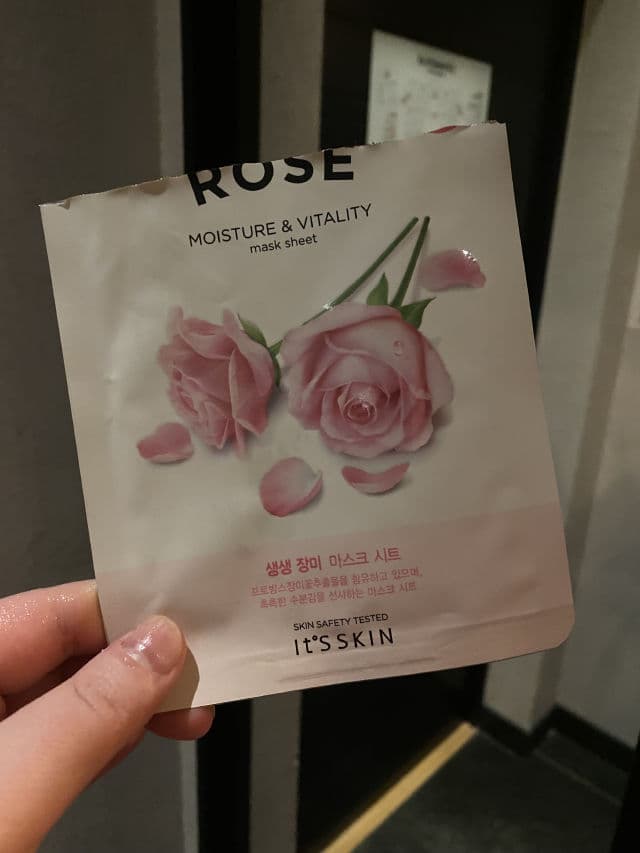 ROSE
MOISTURE & VITALITY
mask sheet
생생 장미 마스크 시트
프로방스장미꽃추출물을 함유하고 있으며,
촉촉한 수분감을 선사하는 마스크 시트
SKIN SAFETY TESTED
It'S SKIN